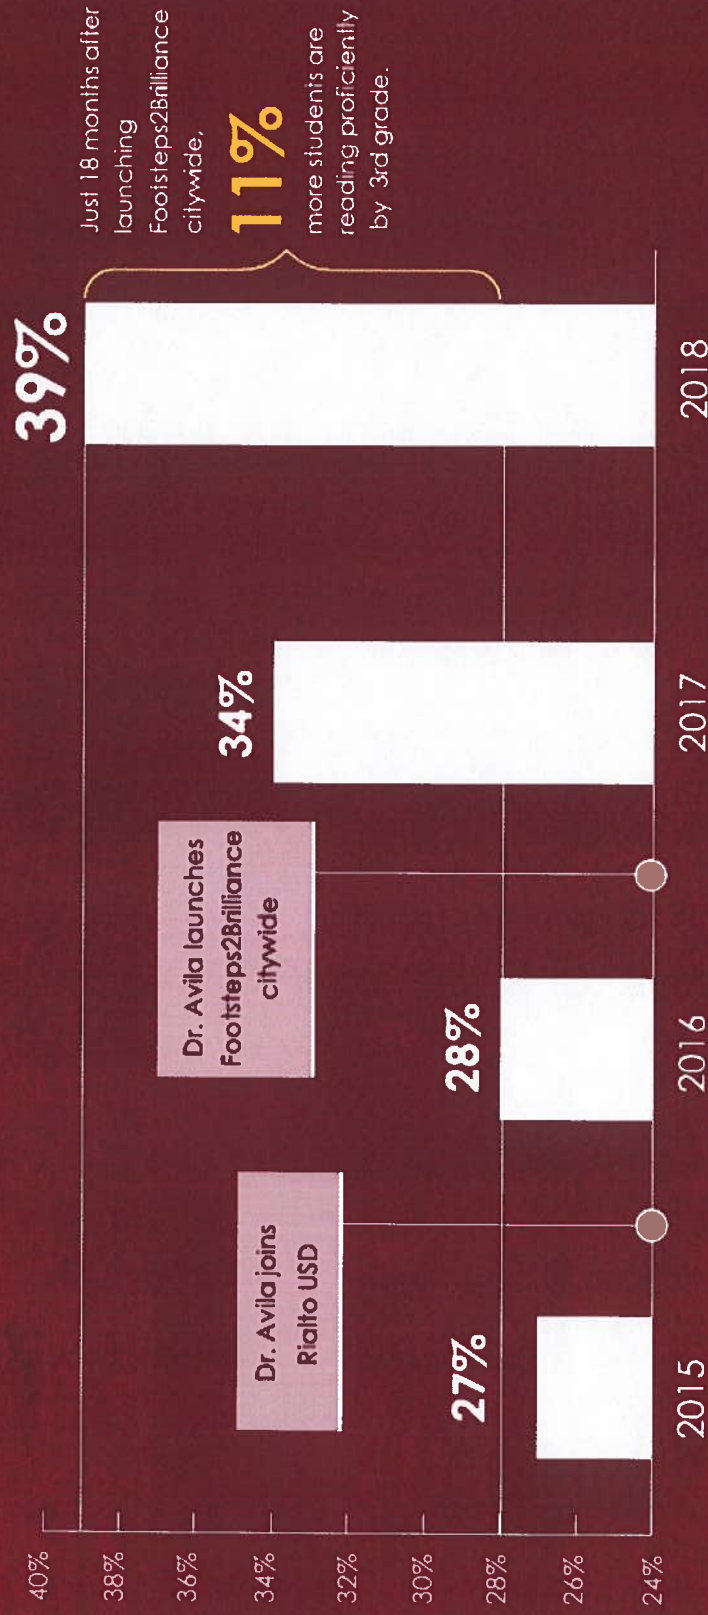 40%
38%
36%
34%
32%
30%
28%
26%
24%
27%
28%
34%
39%
Dr. Avila joins
Rialto USD
Dr. Avila launches
Footsteps2Brilliance
citywide
Just 18 months after
launching
Footsteps2Brilliance
citywide,
11%
more students are
reading proficiently
by 3rd grade.
2015
2016
2017
2018